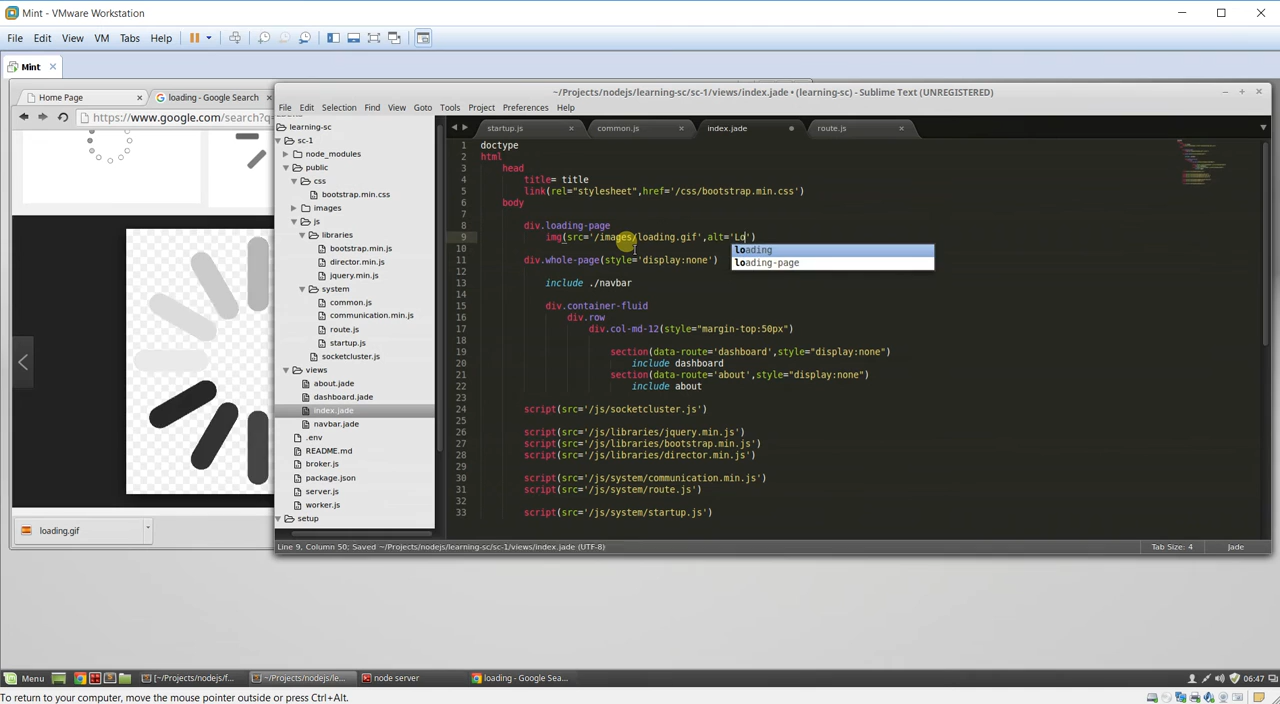 Mint - VMware Workstation
File Edit View VM Tabs Help
Mint
Home Page
loading - Google Search
https://www.google.com/search?q=
loading.gif
~/Projects/nodejs/learning-sc/sc-1/views/index.jade • (learning-sc) - Sublime Text (UNREGISTERED)
File Edit Selection Find View Goto Tools Project Preferences Help
learning-sc
sc-1
node_modules
public
css
bootstrap.min.css
images
js
libraries
bootstrap.min.js
director.min.js
jquery.min.js
system
common.js
communication.min.js
route.js
startup.js
socketcluster.js
views
about.jade
dashboard.jade
index.jade
navbar.jade
.env
README.md
broker.js
package.json
server.js
worker.js
setup
startup.js common.js index.jade route.js
1 doctype
2 html
3 head
4 title= title
5 link(rel="stylesheet",href='/css/bootstrap.min.css')
6 body
7
8 div.loading-page
9 img(src='/images/loading.gif',alt='Lo')
10
11 div.whole-page(style='display:none')
12
13 include ./navbar
14
15 div.container-fluid
16 div.row
17 div.col-md-12(style="margin-top:50px")
18
19 section(data-route='dashboard',style="display:none")
20 include dashboard
21 section(data-route='about',style="display:none")
22 include about
23
24 script(src='/js/socketcluster.js')
25
26 script(src='/js/libraries/jquery.min.js')
27 script(src='/js/libraries/bootstrap.min.js')
28 script(src='/js/libraries/director.min.js')
29
30 script(src='/js/system/communication.min.js')
31 script(src='/js/system/route.js')
32
33 script(src='/js/system/startup.js')
loading
loading-page
Line 9, Column 50; Saved ~/Projects/nodejs/learning-sc/sc-1/views/index.jade (UTF-8)
Tab Size: 4
Jade
Menu
[~/Projects/nodejs/f...
~/Projects/nodejs/le...
node server
loading - Google Sea...
06:47
To return to your computer, move the mouse pointer outside or press Ctrl+Alt.